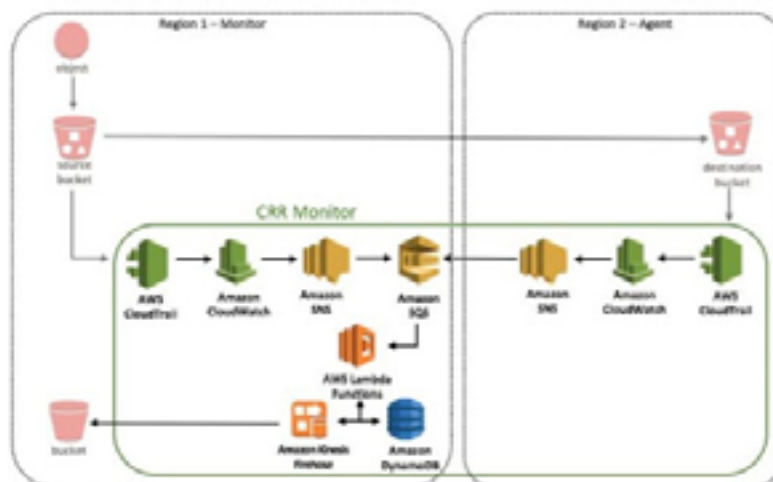 Region 1 – Monitor
Region 2 – Agent
object
source
bucket
destination
bucket
CRR Monitor
AWS
CloudTrail
Amazon
CloudWatch
Amazon
SNS
Amazon
SQS
Amazon
SNS
Amazon
CloudWatch
AWS
CloudTrail
AWS Lambda
Functions
bucket
Amazon Kinesis
Firehose
Amazon
DynamoDB